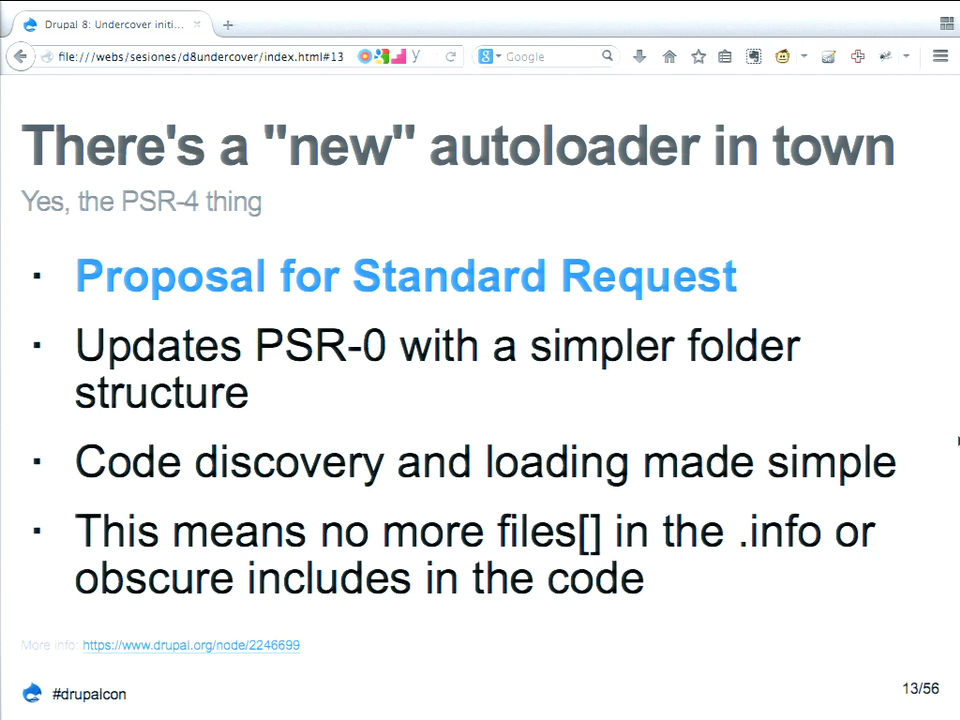 Drupal 8: Undercover initi...
file:///webs/sesiones/d8undercover/index.html#13
Google
There's a "new" autoloader in town
Yes, the PSR-4 thing
· Proposal for Standard Request
· Updates PSR-0 with a simpler folder
structure
· Code discovery and loading made simple
· This means no more files[] in the .info or
obscure includes in the code
More info: https://www.drupal.org/node/2246699
#drupalcon
13/56